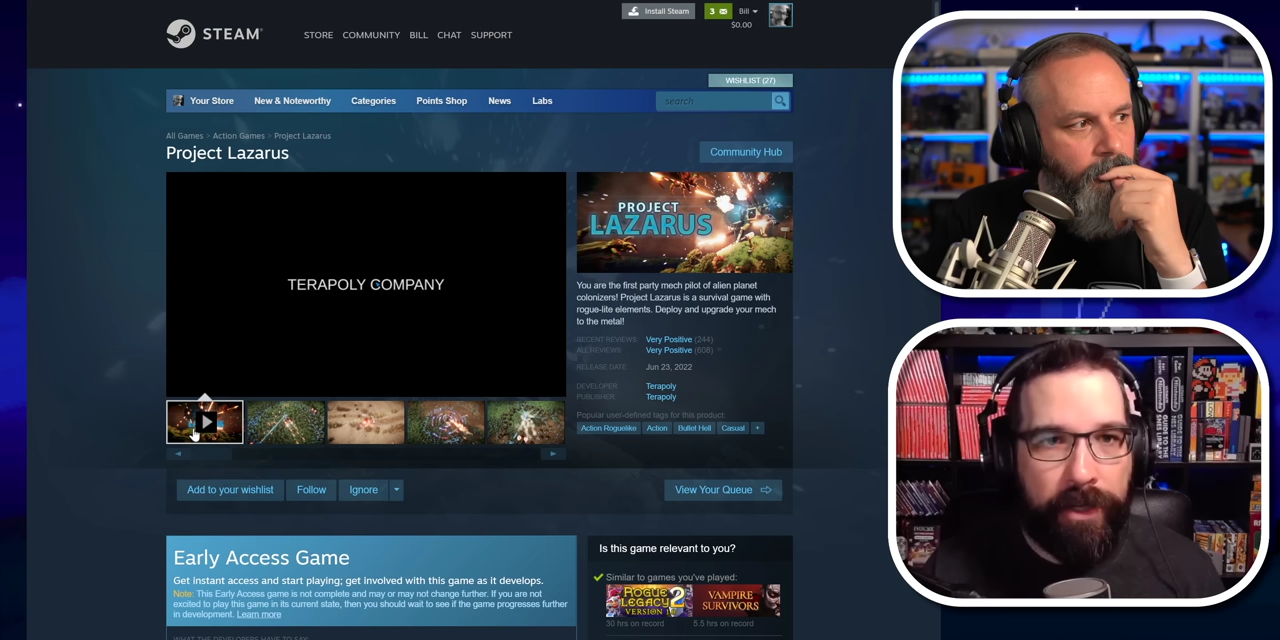 Install Steam
3
Bill
$0.00
STEAM
STORE COMMUNITY BILL CHAT SUPPORT
WISHLIST (27)
Your Store New & Noteworthy Categories Points Shop News Labs
search
All Games > Action Games > Project Lazarus
Project Lazarus
Community Hub
TERAPOLY COMPANY
PROJECT
LAZARUS
You are the first party mech pilot of alien planet
colonizers! Project Lazarus is a survival game with
rogue-lite elements. Deploy and upgrade your mech
to the metal!
RECENT REVIEWS: Very Positive (244)
ALL REVIEWS: Very Positive (608)
RELEASE DATE: Jun 23, 2022
DEVELOPER: Terapoly
PUBLISHER: Terapoly
Popular user-defined tags for this product:
Action Roguelike Action Bullet Hell Casual +
Add to your wishlist Follow Ignore
View Your Queue
Early Access Game
Get instant access and start playing; get involved with this game as it develops.
Note: This Early Access game is not complete and may or may not change further. If you are not
excited to play this game in its current state, then you should wait to see if the game progresses further
in development. Learn more
WHAT THE DEVELOPERS HAVE TO SAY:
Is this game relevant to you?
Similar to games you've played:
ROGUE
LEGACY 2
VERSION 1
VAMPIRE
SURVIVORS
30 hrs on record
5.5 hrs on record